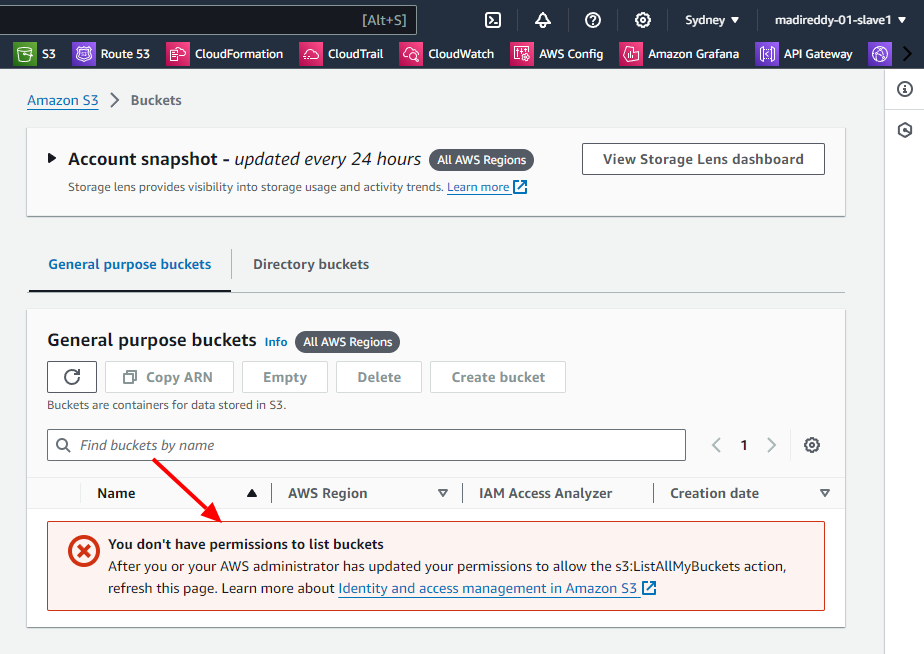 [Alt+S] Sydney ▼ madireddy-01-slave1 ▼
S3 Route 53 CloudFormation CloudTrail CloudWatch AWS Config Amazon Grafana API Gateway
Amazon S3 > Buckets
Account snapshot - updated every 24 hours All AWS Regions View Storage Lens dashboard
Storage lens provides visibility into storage usage and activity trends. Learn more
General purpose buckets Directory buckets
General purpose buckets Info All AWS Regions
Copy ARN Empty Delete Create bucket
Buckets are containers for data stored in S3.
Find buckets by name 1
Name AWS Region IAM Access Analyzer Creation date
You don't have permissions to list buckets
After you or your AWS administrator has updated your permissions to allow the s3:ListAllMyBuckets action,
refresh this page. Learn more about Identity and access management in Amazon S3